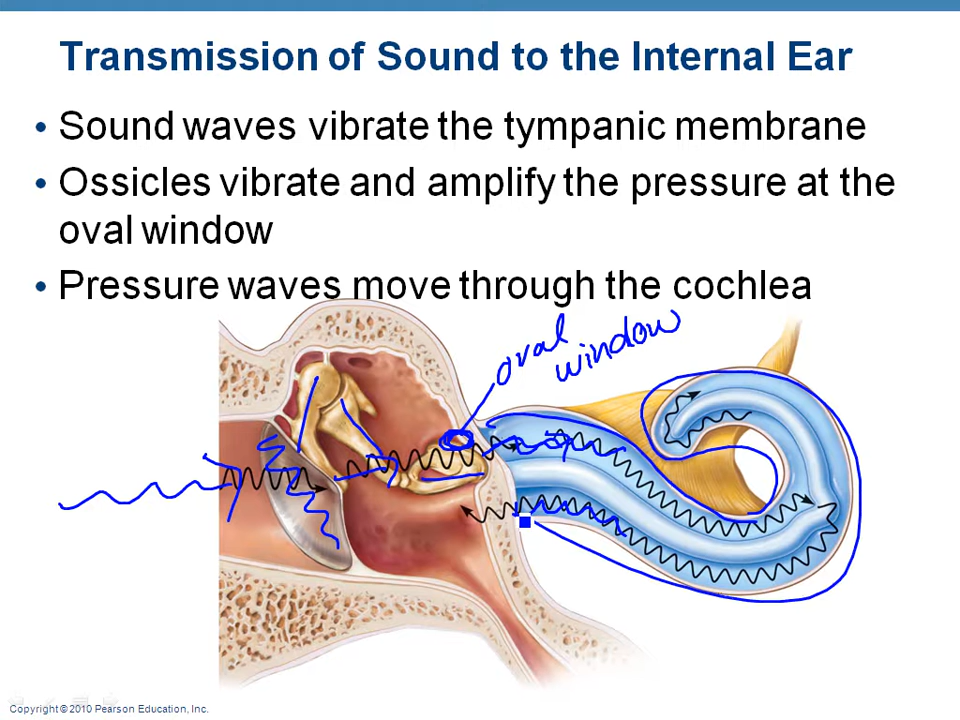 Transmission of Sound to the Internal Ear
• Sound waves vibrate the tympanic membrane
• Ossicles vibrate and amplify the pressure at the
oval window
• Pressure waves move through the cochlea
oval
window
Copyright © 2010 Pearson Education, Inc.